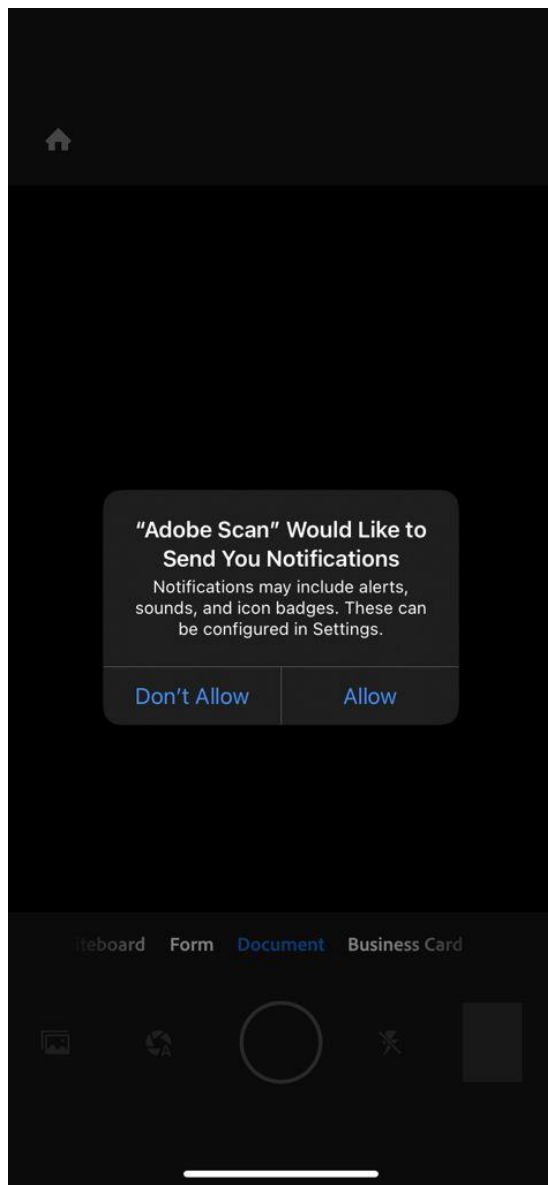 “Adobe Scan” Would Like to
Send You Notifications
Notifications may include alerts,
sounds, and icon badges. These can
be configured in Settings.
Don’t Allow Allow
iteboard Form Document Business Card
A